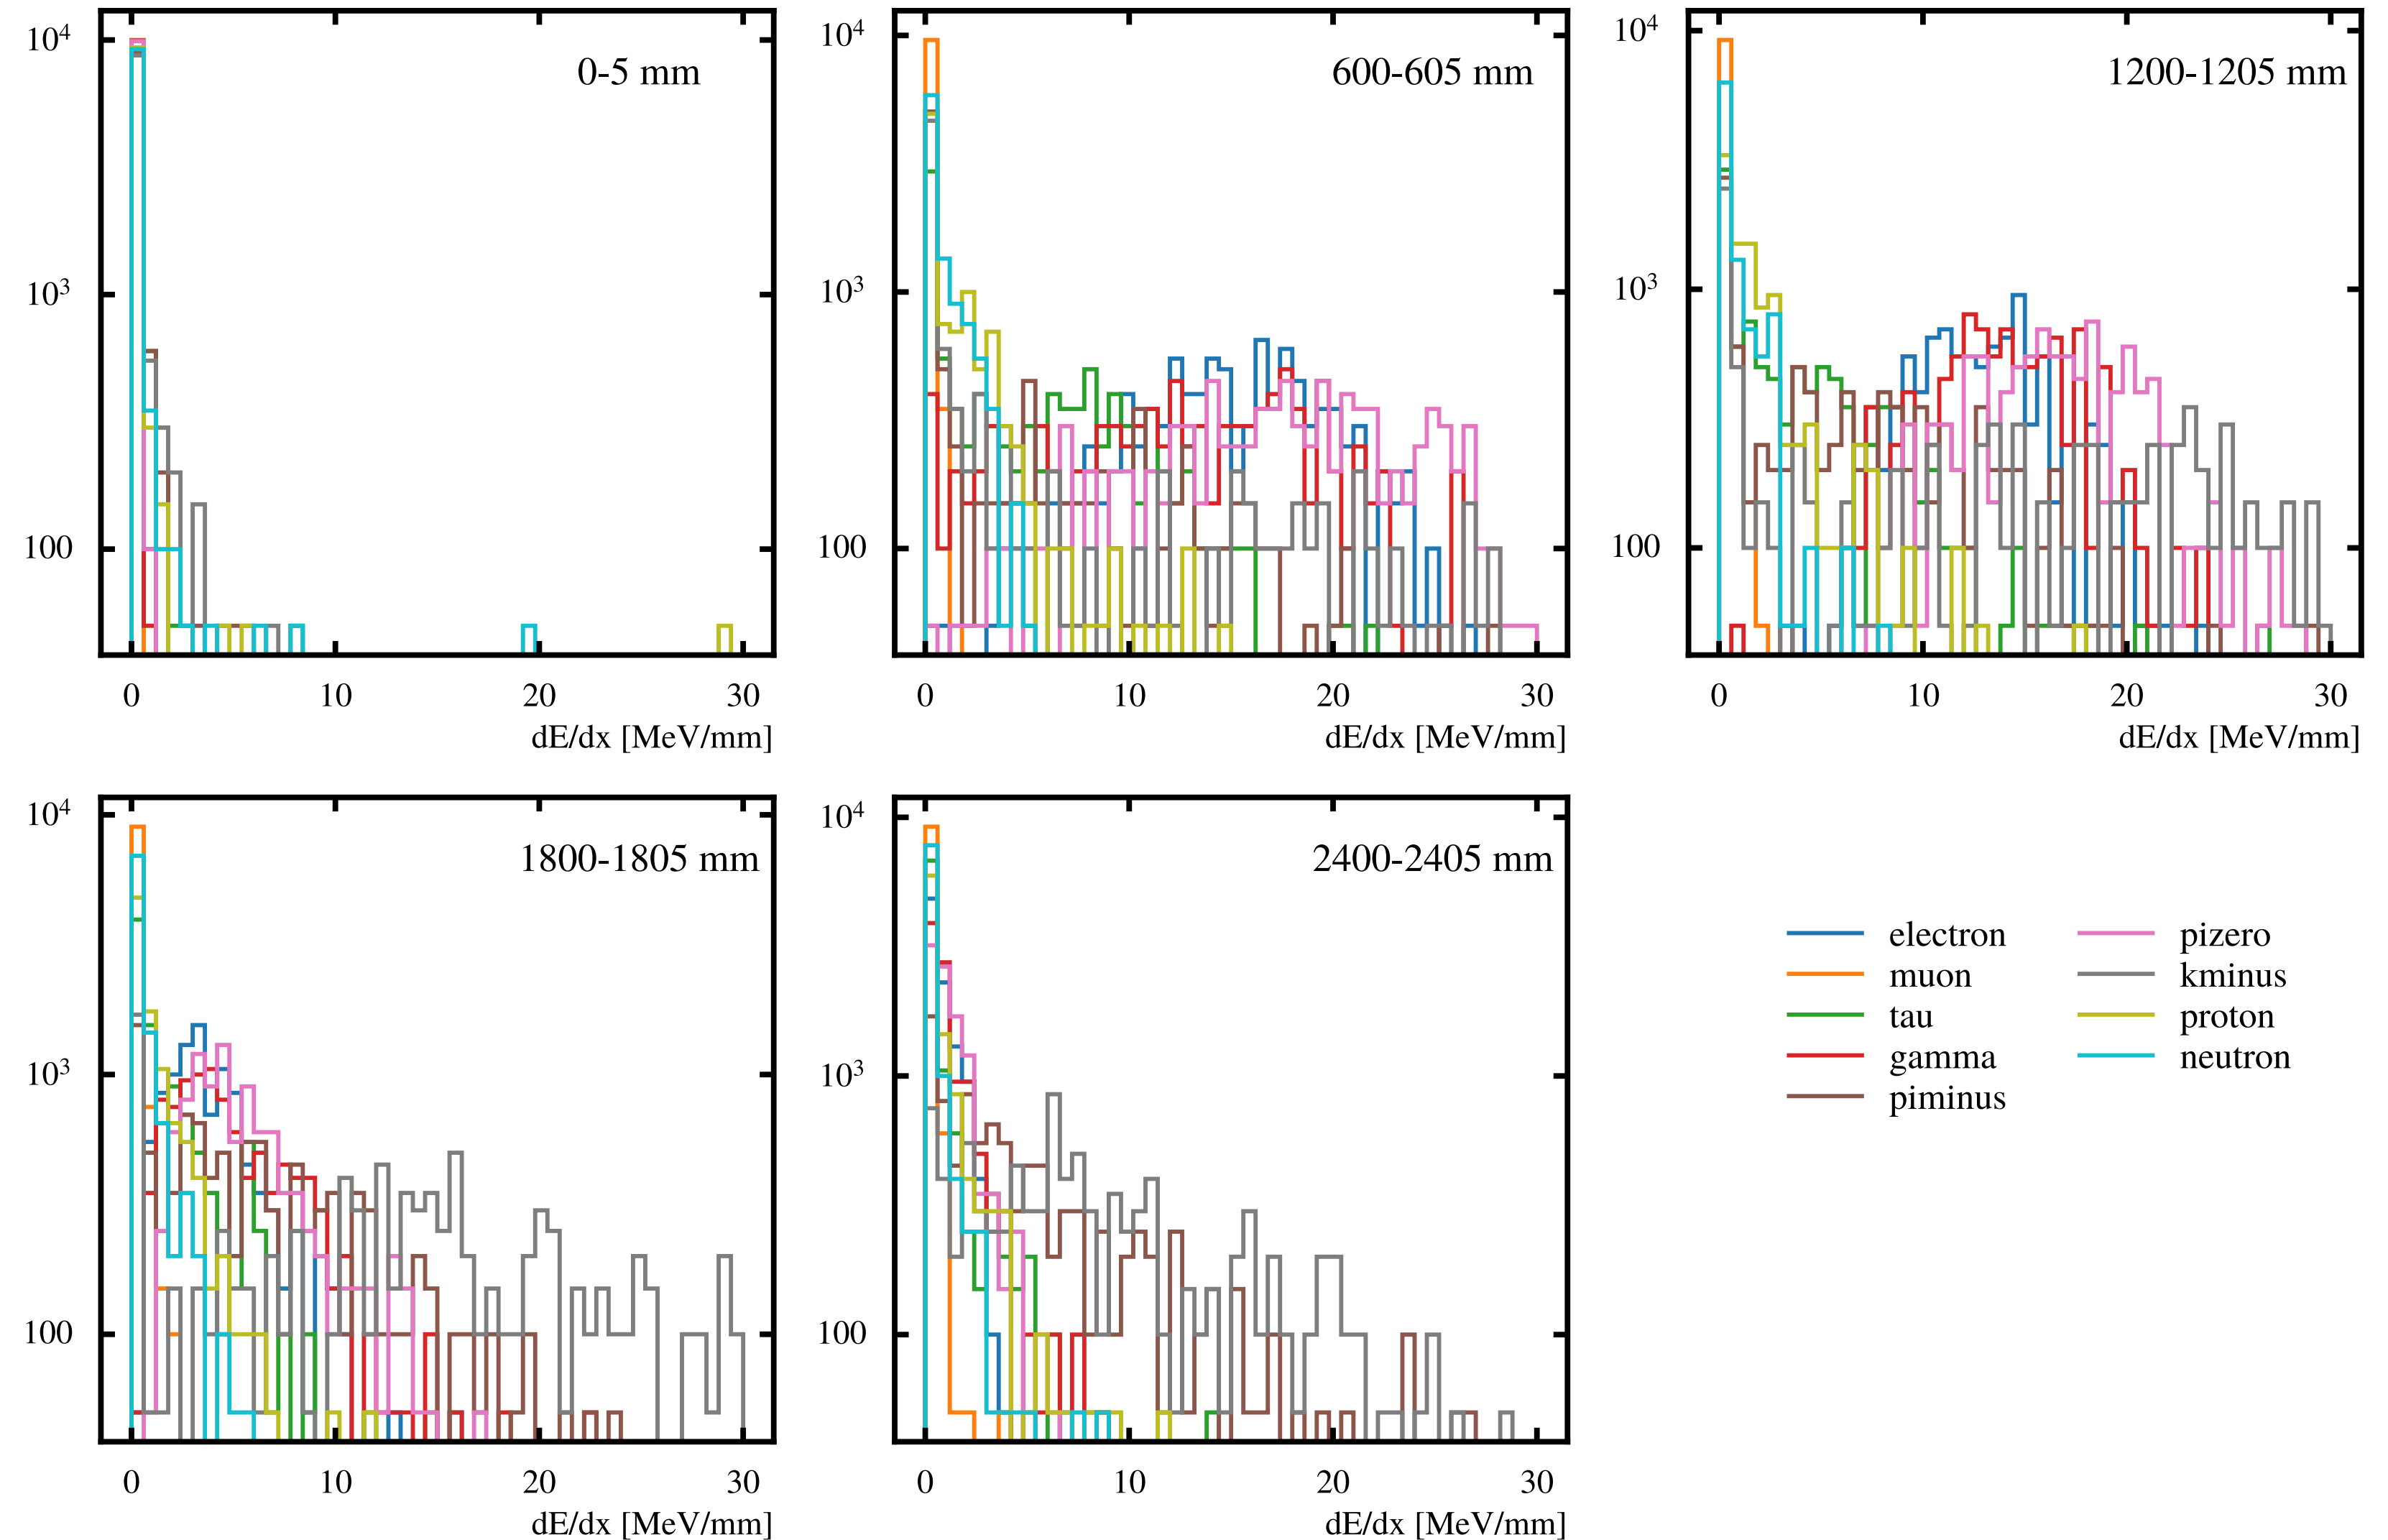 10⁴
10³
100
0-5 mm
0 10 20 30
dE/dx [MeV/mm]
10⁴
10³
100
600-605 mm
0 10 20 30
dE/dx [MeV/mm]
10⁴
10³
100
1200-1205 mm
0 10 20 30
dE/dx [MeV/mm]
10⁴
10³
100
1800-1805 mm
0 10 20 30
dE/dx [MeV/mm]
10⁴
10³
100
2400-2405 mm
0 10 20 30
dE/dx [MeV/mm]
electron
muon
tau
gamma
piminus
pizero
kminus
proton
neutron